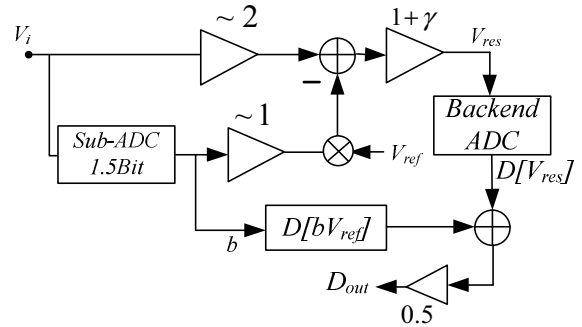 ~2
1+γ
V_i
V_res
−
~1
Backend
ADC
Sub-ADC
1.5Bit
V_ref
D[V_res]
D[bV_ref]
b
D_out
0.5